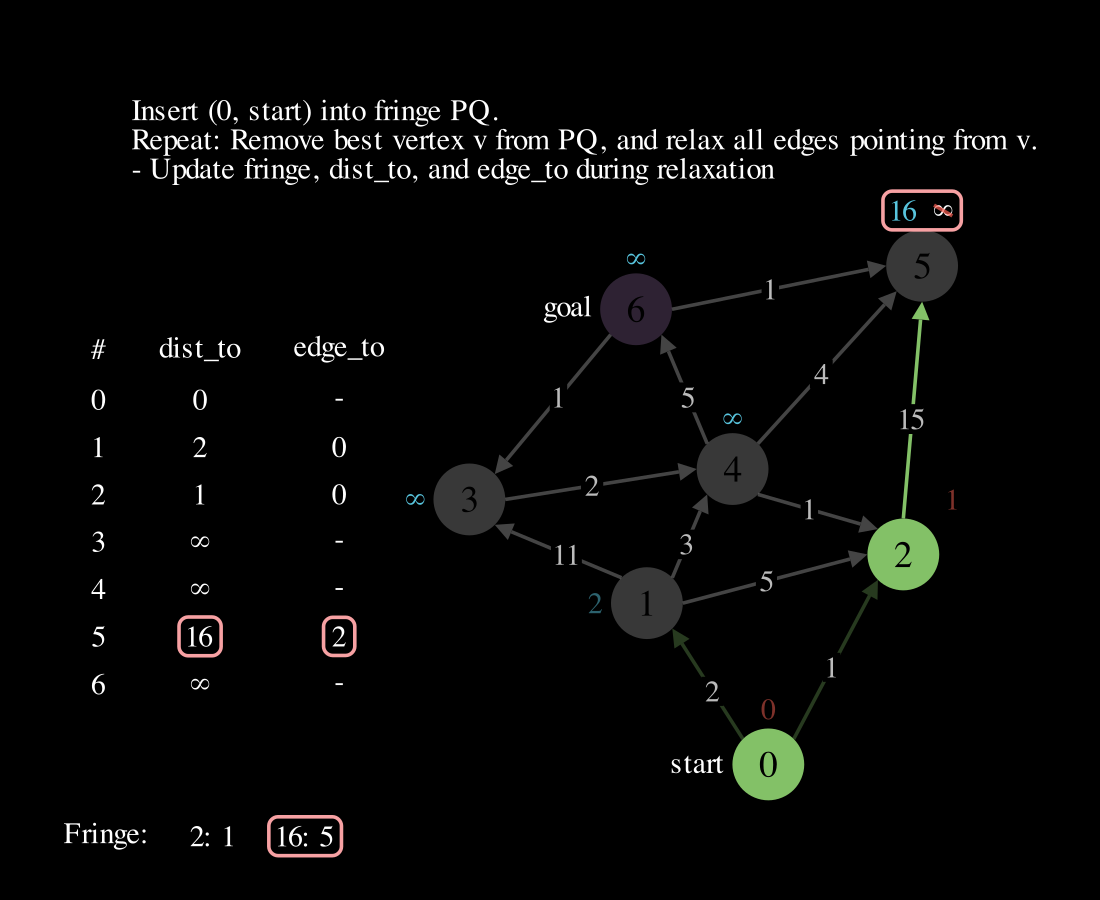 Insert (0, start) into fringe PQ.
Repeat: Remove best vertex v from PQ, and relax all edges pointing from v.
- Update fringe, dist_to, and edge_to during relaxation
16 ∞
5
∞
goal 6
1
# dist_to edge_to
0 0 -
1 2 0
2 1 0
3 ∞ -
4 ∞ -
5 16 2
6 ∞ -
4
1 5
∞
15
4
2
∞ 3
1
1
3
11
2
5
2 1
1
2
0
start 0
Fringe: 2: 1 16: 5